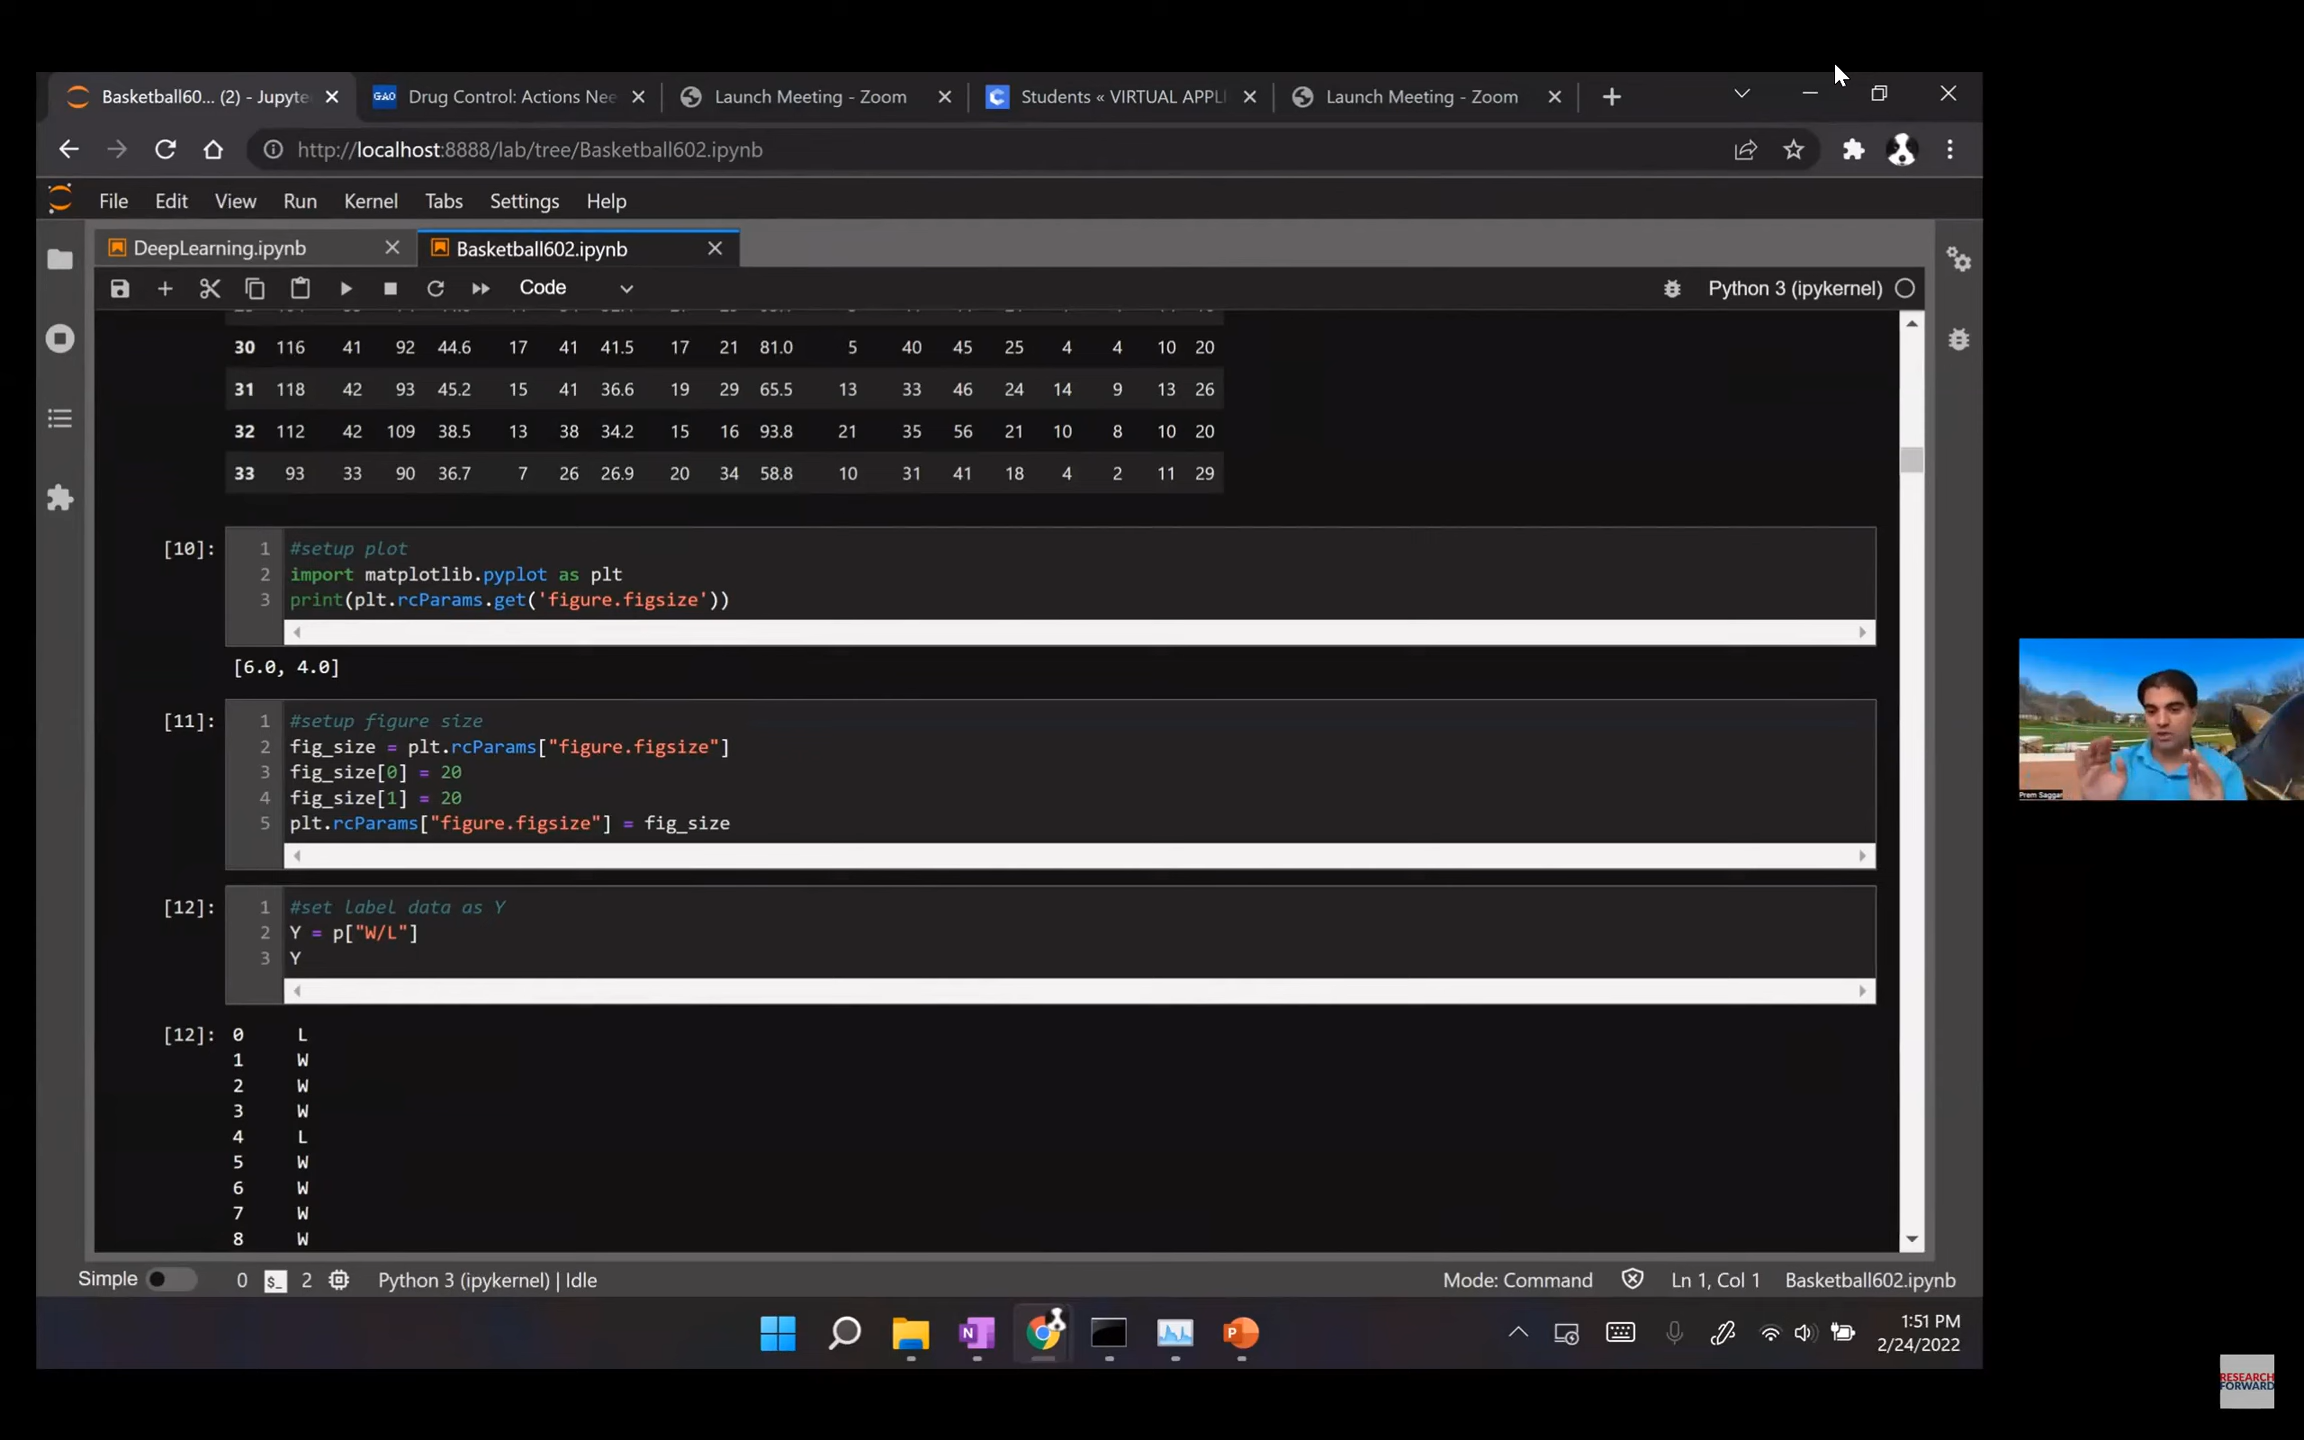 Basketball60... (2) - Jupyte
GAO Drug Control: Actions Nee
Launch Meeting - Zoom
Students « VIRTUAL APPL
Launch Meeting - Zoom
http://localhost:8888/lab/tree/Basketball602.ipynb
File Edit View Run Kernel Tabs Settings Help
DeepLearning.ipynb
Basketball602.ipynb
Code
Python 3 (ipykernel)
30 116 41 92 44.6 17 41 41.5 17 21 81.0 5 40 45 25 4 4 10 20
31 118 42 93 45.2 15 41 36.6 19 29 65.5 13 33 46 24 14 9 13 26
32 112 42 109 38.5 13 38 34.2 15 16 93.8 21 35 56 21 10 8 10 20
33 93 33 90 36.7 7 26 26.9 20 34 58.8 10 31 41 18 4 2 11 29
[10]: 1 #setup plot
2 import matplotlib.pyplot as plt
3 print(plt.rcParams.get('figure.figsize'))
[6.0, 4.0]
[11]: 1 #setup figure size
2 fig_size = plt.rcParams["figure.figsize"]
3 fig_size[0] = 20
4 fig_size[1] = 20
5 plt.rcParams["figure.figsize"] = fig_size
[12]: 1 #set label data as Y
2 Y = p["W/L"]
3 Y
[12]: 0 L
1 W
2 W
3 W
4 L
5 W
6 W
7 W
8 W
Prem Saggar
Simple 0 $_ 2 Python 3 (ipykernel) | Idle
Mode: Command Ln 1, Col 1 Basketball602.ipynb
1:51 PM
2/24/2022
RESEARCH
FORWARD